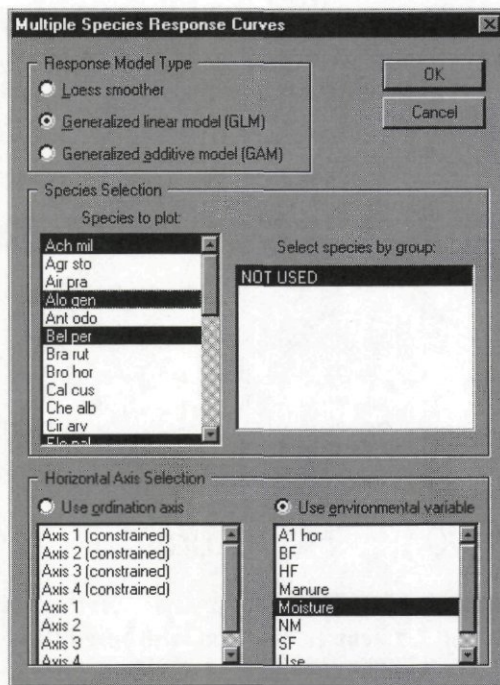 Multiple Species Response Curves
Response Model Type
Loess smoother
Generalized linear model (GLM)
Generalized additive model (GAM)
OK
Cancel
Species Selection
Species to plot:
Ach mil
Agr sto
Air pra
Alo gen
Ant odo
Bel per
Bra rut
Bro hor
Cal cus
Che alb
Cir arv
Elo pal
Select species by group:
NOT USED
Horizontal Axis Selection
Use ordination axis
Axis 1 (constrained)
Axis 2 (constrained)
Axis 3 (constrained)
Axis 4 (constrained)
Axis 1
Axis 2
Axis 3
Axis 4
Use environmental variable
A1 hor
BF
HF
Manure
Moisture
NM
SF
Use